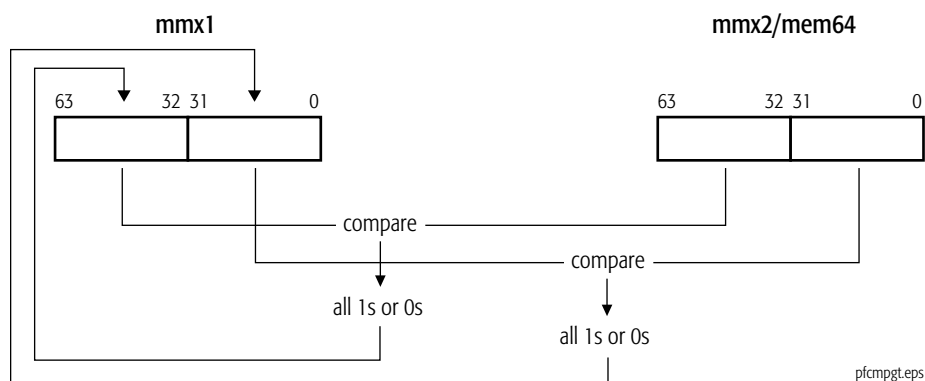 mmx1
mmx2/mem64
63 32 31 0
63 32 31 0
compare
compare
all 1s or 0s
all 1s or 0s
pfcmpgt.eps